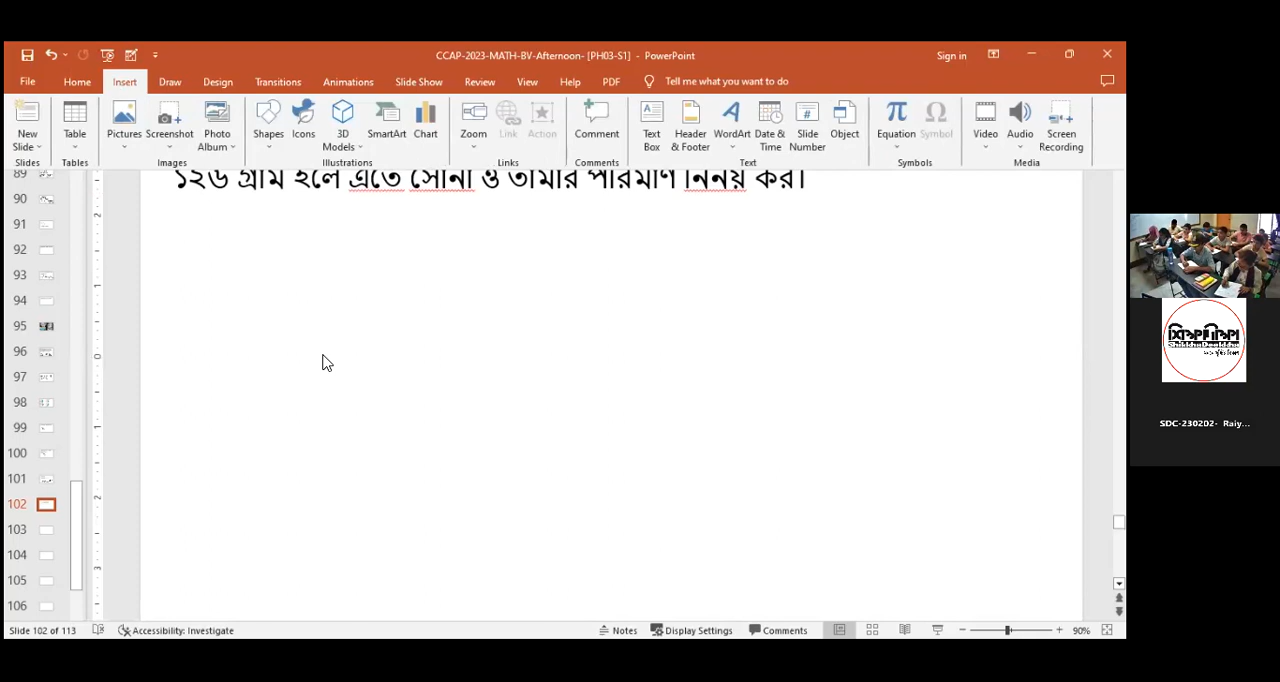 CCAP-2023-MATH-BV-Afternoon- [PH03-S1] - PowerPoint
Sign in
File Home Insert Draw Design Transitions Animations Slide Show Review View Help PDF Tell me what you want to do
New Slide Table Pictures Screenshot Photo Album Shapes Icons 3D Models SmartArt Chart Zoom Link Action Comment Text Box Header & Footer WordArt Date & Time Slide Number Object Equation Symbol Video Audio Screen Recording
Slides Tables Images Illustrations Links Comments Text Symbols Media
১২৬ গ্রাম হলে এতে সোনা ও তামার পরিমাণ নির্নয় কর।
89
90
91
92
93
94
95
96
97
98
99
100
101
102
103
104
105
106
SDC-230202- Raiy...
Slide 102 of 113 Accessibility: Investigate Notes Display Settings Comments 90%